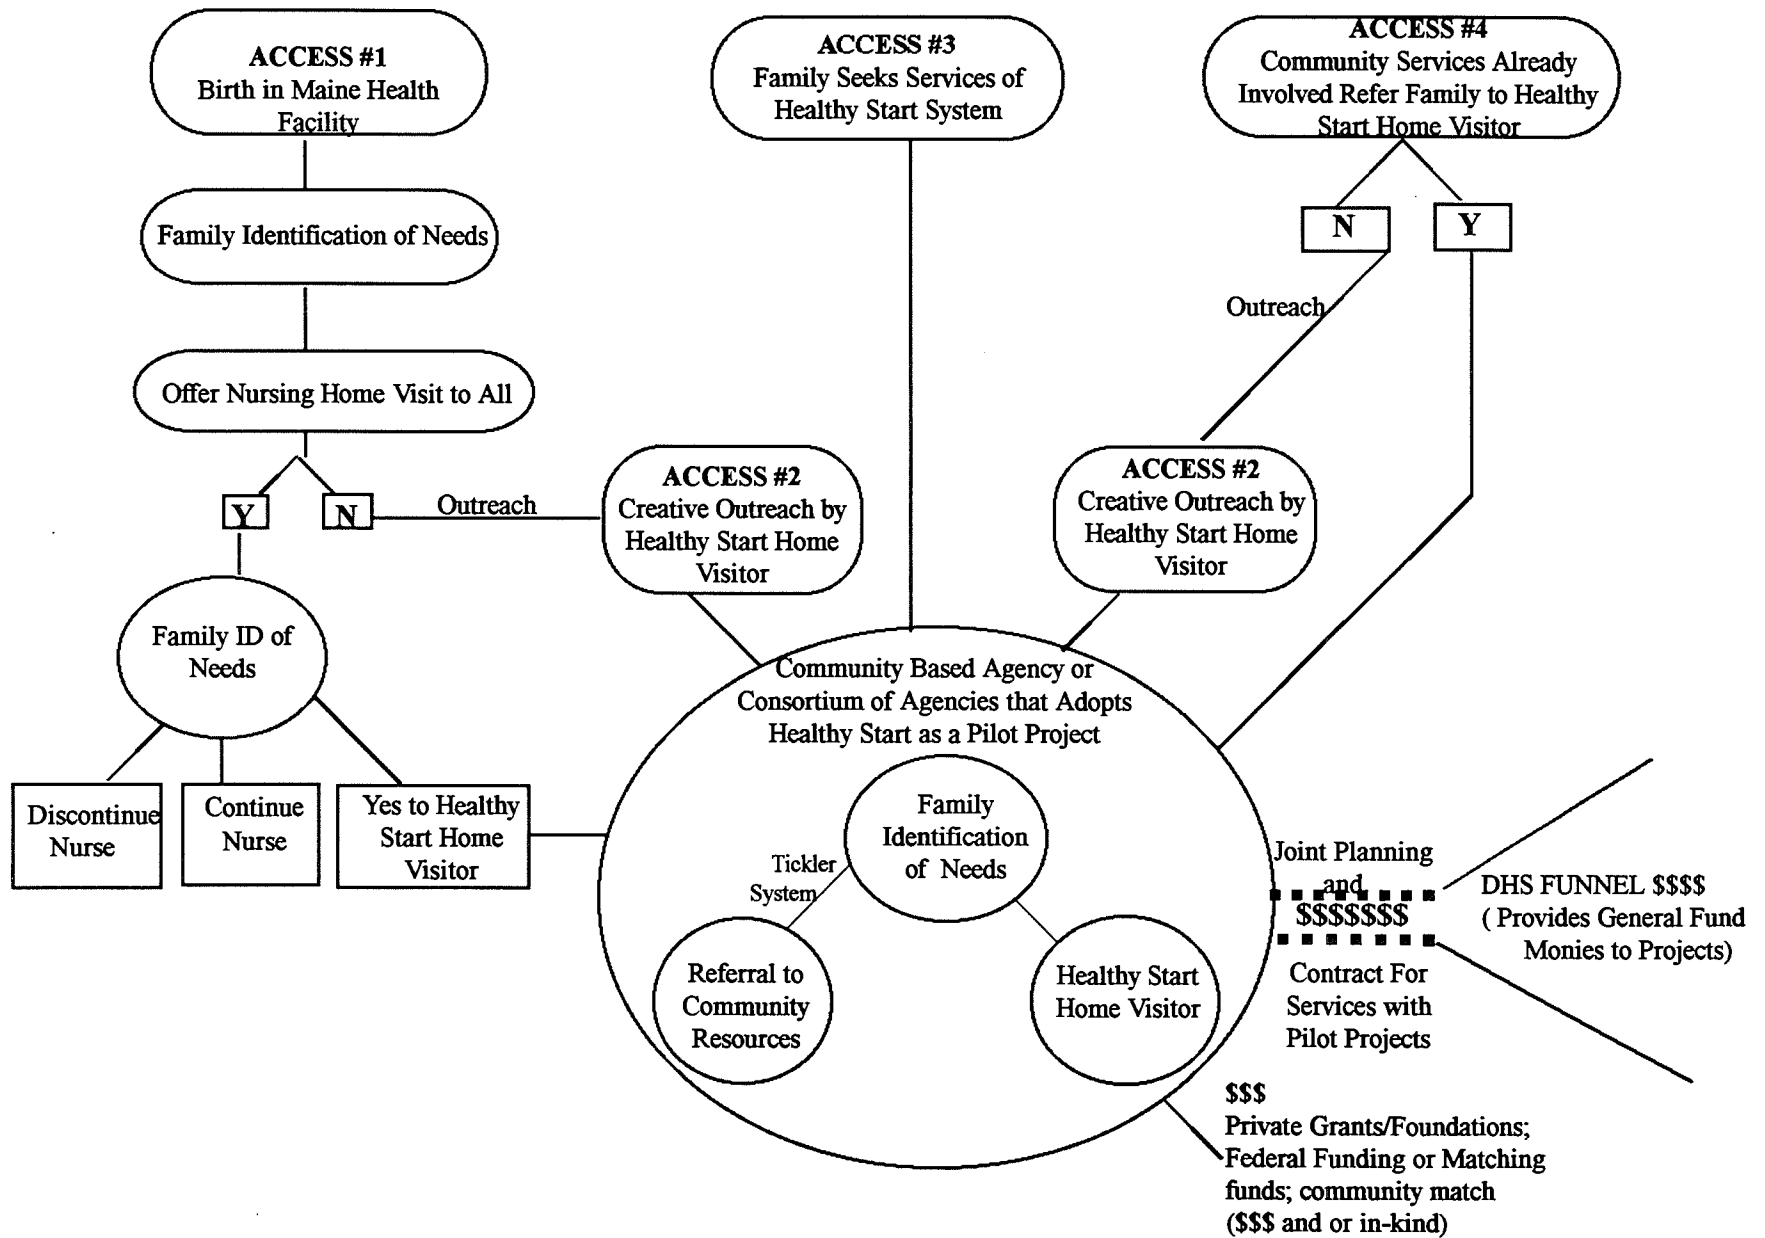 ACCESS #1
Birth in Maine Health
Facility
ACCESS #3
Family Seeks Services of
Healthy Start System
ACCESS #4
Community Services Already
Involved Refer Family to Healthy
Start Home Visitor
N
Y
Family Identification of Needs
Outreach
Offer Nursing Home Visit to All
Y
N
Outreach
ACCESS #2
Creative Outreach by
Healthy Start Home
Visitor
ACCESS #2
Creative Outreach by
Healthy Start Home
Visitor
Family ID of
Needs
Discontinue
Nurse
Continue
Nurse
Yes to Healthy
Start Home
Visitor
Community Based Agency or
Consortium of Agencies that Adopts
Healthy Start as a Pilot Project
Family
Identification
of Needs
Tickler
System
Referral to
Community
Resources
Healthy Start
Home Visitor
Joint Planning
and
$$$$$$$
Contract For
Services with
Pilot Projects
DHS FUNNEL $$$$
( Provides General Fund
Monies to Projects)
$$$
Private Grants/Foundations;
Federal Funding or Matching
funds; community match
($$$ and or in-kind)